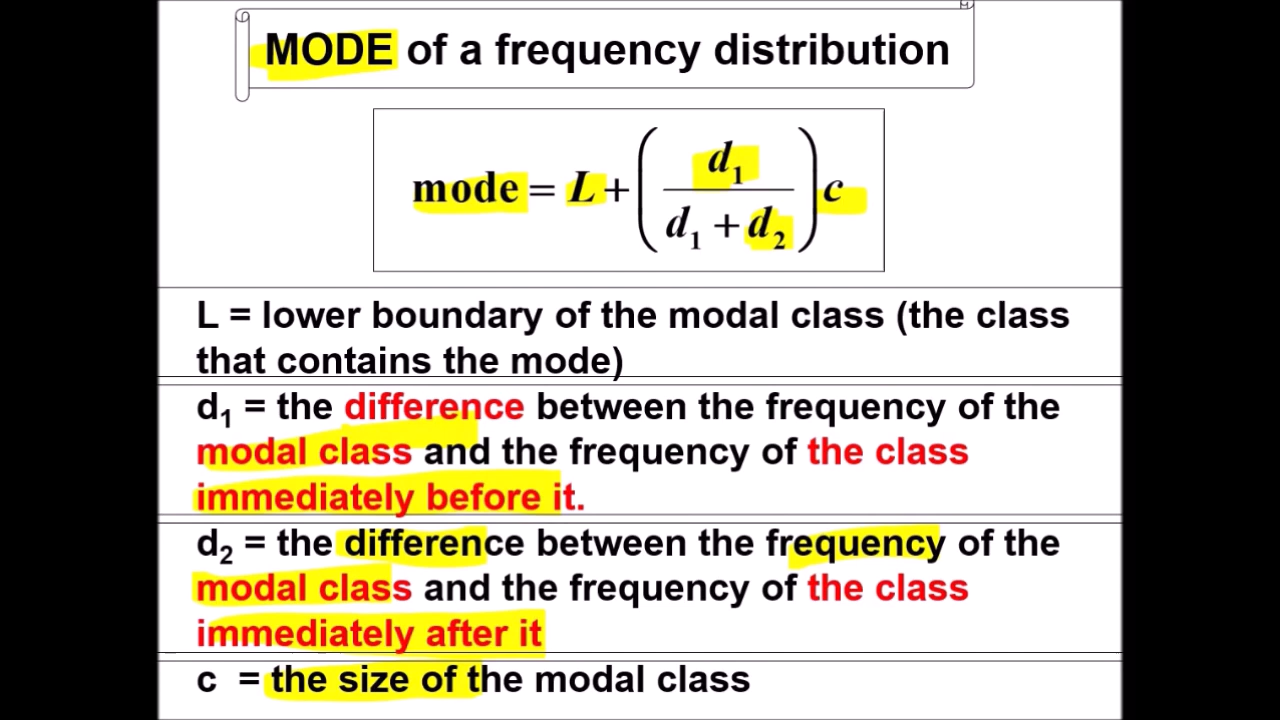 MODE of a frequency distribution
mode = L + ( d₁ / d₁ + d₂ ) c
L = lower boundary of the modal class (the class
that contains the mode)
d₁ = the difference between the frequency of the
modal class and the frequency of the class
immediately before it.
d₂ = the difference between the frequency of the
modal class and the frequency of the class
immediately after it
c = the size of the modal class